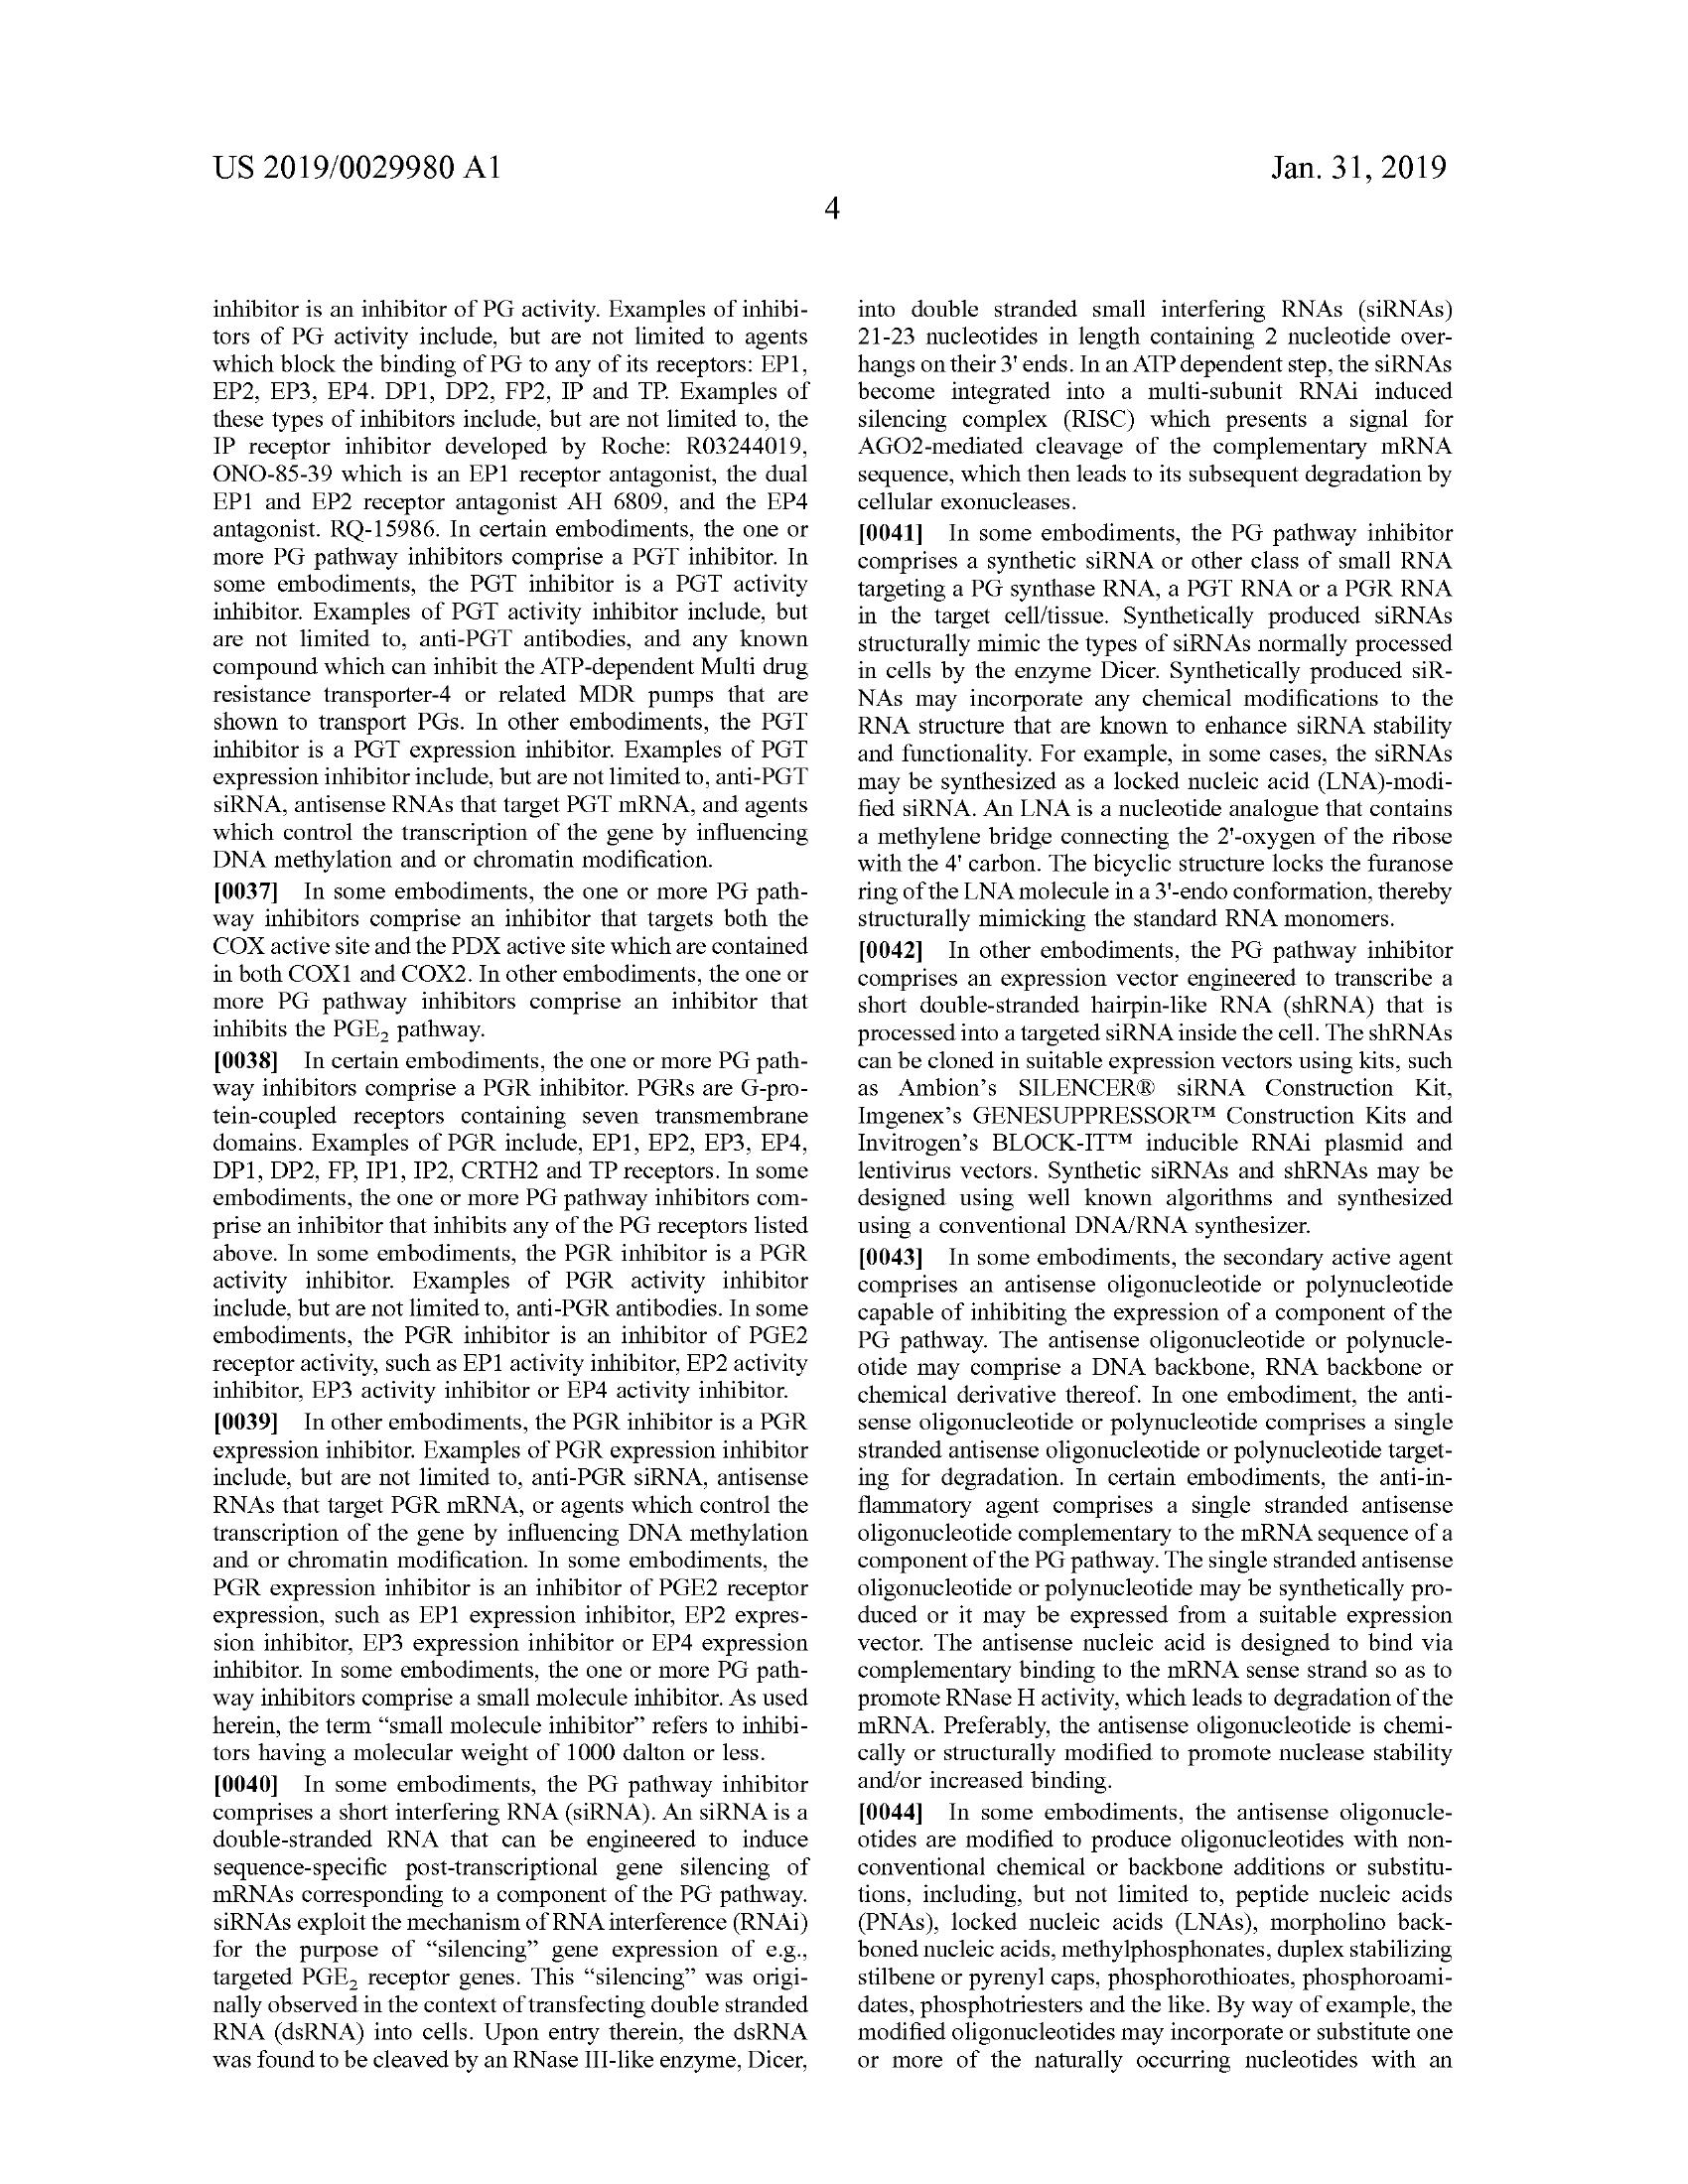 US 2019/0029980 A1
Jan. 31, 2019
4
inhibitor is an inhibitor of PG activity. Examples of inhibi-
tors of PG activity include, but are not limited to agents
which block the binding of PG to any of its receptors: EP1,
EP2, EP3, EP4. DP1, DP2, FP2, IP and TP. Examples of
these types of inhibitors include, but are not limited to, the
IP receptor inhibitor developed by Roche: R03244019,
ONO-85-39 which is an EP1 receptor antagonist, the dual
EP1 and EP2 receptor antagonist AH 6809, and the EP4
antagonist. RQ-15986. In certain embodiments, the one or
more PG pathway inhibitors comprise a PGT inhibitor. In
some embodiments, the PGT inhibitor is a PGT activity
inhibitor. Examples of PGT activity inhibitor include, but
are not limited to, anti-PGT antibodies, and any known
compound which can inhibit the ATP-dependent Multi drug
resistance transporter-4 or related MDR pumps that are
shown to transport PGs. In other embodiments, the PGT
inhibitor is a PGT expression inhibitor. Examples of PGT
expression inhibitor include, but are not limited to, anti-PGT
siRNA, antisense RNAs that target PGT mRNA, and agents
which control the transcription of the gene by influencing
DNA methylation and or chromatin modification.
[0037] In some embodiments, the one or more PG path-
way inhibitors comprise an inhibitor that targets both the
COX active site and the PDX active site which are contained
in both COX1 and COX2. In other embodiments, the one or
more PG pathway inhibitors comprise an inhibitor that
inhibits the PGE₂ pathway.
[0038] In certain embodiments, the one or more PG path-
way inhibitors comprise a PGR inhibitor. PGRs are G-pro-
tein-coupled receptors containing seven transmembrane
domains. Examples of PGR include, EP1, EP2, EP3, EP4,
DP1, DP2, FP, IP1, IP2, CRTH2 and TP receptors. In some
embodiments, the one or more PG pathway inhibitors com-
prise an inhibitor that inhibits any of the PG receptors listed
above. In some embodiments, the PGR inhibitor is a PGR
activity inhibitor. Examples of PGR activity inhibitor
include, but are not limited to, anti-PGR antibodies. In some
embodiments, the PGR inhibitor is an inhibitor of PGE2
receptor activity, such as EP1 activity inhibitor, EP2 activity
inhibitor, EP3 activity inhibitor or EP4 activity inhibitor.
[0039] In other embodiments, the PGR inhibitor is a PGR
expression inhibitor. Examples of PGR expression inhibitor
include, but are not limited to, anti-PGR siRNA, antisense
RNAs that target PGR mRNA, or agents which control the
transcription of the gene by influencing DNA methylation
and or chromatin modification. In some embodiments, the
PGR expression inhibitor is an inhibitor of PGE2 receptor
expression, such as EP1 expression inhibitor, EP2 expres-
sion inhibitor, EP3 expression inhibitor or EP4 expression
inhibitor. In some embodiments, the one or more PG path-
way inhibitors comprise a small molecule inhibitor. As used
herein, the term “small molecule inhibitor” refers to inhibi-
tors having a molecular weight of 1000 dalton or less.
[0040] In some embodiments, the PG pathway inhibitor
comprises a short interfering RNA (siRNA). An siRNA is a
double-stranded RNA that can be engineered to induce
sequence-specific post-transcriptional gene silencing of
mRNAs corresponding to a component of the PG pathway.
siRNAs exploit the mechanism of RNA interference (RNAi)
for the purpose of “silencing” gene expression of e.g.,
targeted PGE₂ receptor genes. This “silencing” was origi-
nally observed in the context of transfecting double stranded
RNA (dsRNA) into cells. Upon entry therein, the dsRNA
was found to be cleaved by an RNase III-like enzyme, Dicer,
into double stranded small interfering RNAs (siRNAs)
21-23 nucleotides in length containing 2 nucleotide over-
hangs on their 3' ends. In an ATP dependent step, the siRNAs
become integrated into a multi-subunit RNAi induced
silencing complex (RISC) which presents a signal for
AGO2-mediated cleavage of the complementary mRNA
sequence, which then leads to its subsequent degradation by
cellular exonucleases.
[0041] In some embodiments, the PG pathway inhibitor
comprises a synthetic siRNA or other class of small RNA
targeting a PG synthase RNA, a PGT RNA or a PGR RNA
in the target cell/tissue. Synthetically produced siRNAs
structurally mimic the types of siRNAs normally processed
in cells by the enzyme Dicer. Synthetically produced siR-
NAs may incorporate any chemical modifications to the
RNA structure that are known to enhance siRNA stability
and functionality. For example, in some cases, the siRNAs
may be synthesized as a locked nucleic acid (LNA)-modi-
fied siRNA. An LNA is a nucleotide analogue that contains
a methylene bridge connecting the 2'-oxygen of the ribose
with the 4' carbon. The bicyclic structure locks the furanose
ring of the LNA molecule in a 3'-endo conformation, thereby
structurally mimicking the standard RNA monomers.
[0042] In other embodiments, the PG pathway inhibitor
comprises an expression vector engineered to transcribe a
short double-stranded hairpin-like RNA (shRNA) that is
processed into a targeted siRNA inside the cell. The shRNAs
can be cloned in suitable expression vectors using kits, such
as Ambion’s SILENCER® siRNA Construction Kit,
Imgenex’s GENESUPPRESSOR™ Construction Kits and
Invitrogen’s BLOCK-IT™ inducible RNAi plasmid and
lentivirus vectors. Synthetic siRNAs and shRNAs may be
designed using well known algorithms and synthesized
using a conventional DNA/RNA synthesizer.
[0043] In some embodiments, the secondary active agent
comprises an antisense oligonucleotide or polynucleotide
capable of inhibiting the expression of a component of the
PG pathway. The antisense oligonucleotide or polynucle-
otide may comprise a DNA backbone, RNA backbone or
chemical derivative thereof. In one embodiment, the anti-
sense oligonucleotide or polynucleotide comprises a single
stranded antisense oligonucleotide or polynucleotide target-
ing for degradation. In certain embodiments, the anti-in-
flammatory agent comprises a single stranded antisense
oligonucleotide complementary to the mRNA sequence of a
component of the PG pathway. The single stranded antisense
oligonucleotide or polynucleotide may be synthetically pro-
duced or it may be expressed from a suitable expression
vector. The antisense nucleic acid is designed to bind via
complementary binding to the mRNA sense strand so as to
promote RNase H activity, which leads to degradation of the
mRNA. Preferably, the antisense oligonucleotide is chemi-
cally or structurally modified to promote nuclease stability
and/or increased binding.
[0044] In some embodiments, the antisense oligonucle-
otides are modified to produce oligonucleotides with non-
conventional chemical or backbone additions or substitu-
tions, including, but not limited to, peptide nucleic acids
(PNAs), locked nucleic acids (LNAs), morpholino back-
boned nucleic acids, methylphosphonates, duplex stabilizing
stilbene or pyrenyl caps, phosphorothioates, phosphoroami-
dates, phosphotriesters and the like. By way of example, the
modified oligonucleotides may incorporate or substitute one
or more of the naturally occurring nucleotides with an